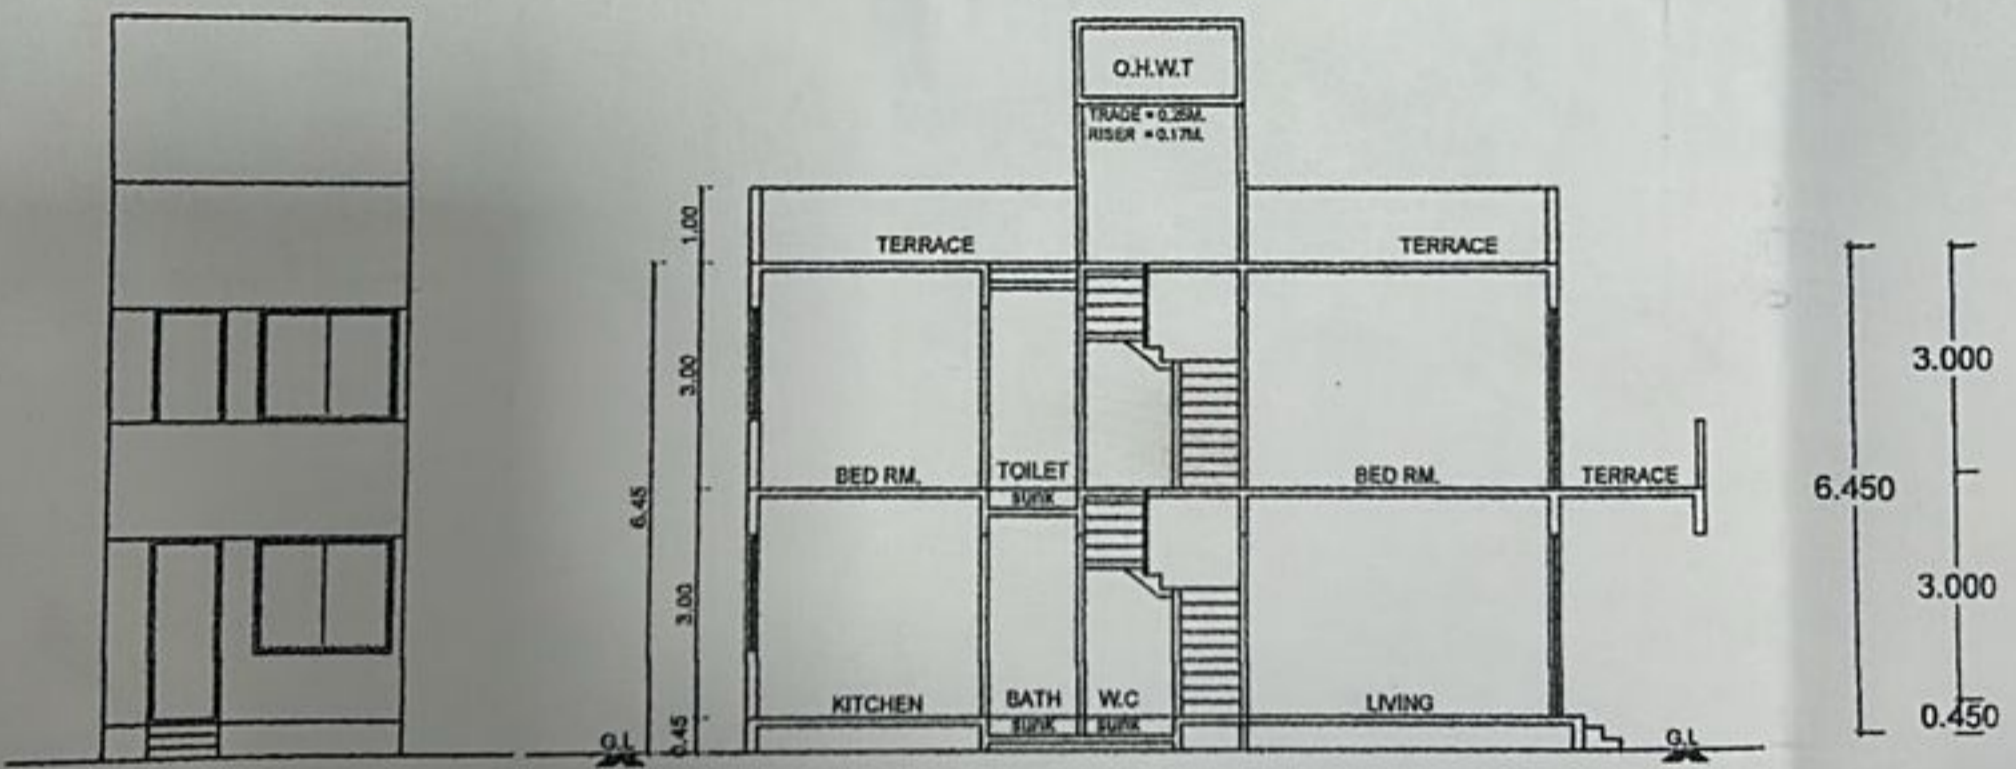 O.H.W.T
TRADE = 0.25M.
RISER = 0.17M.
1.00
TERRACE
TERRACE
3.00
3.000
BED RM.
TOILET
BED RM.
TERRACE
sunk
6.45
6.450
3.00
3.000
KITCHEN
BATH
W.C
LIVING
sunk
sunk
0.45
0.450
G.L
G.L